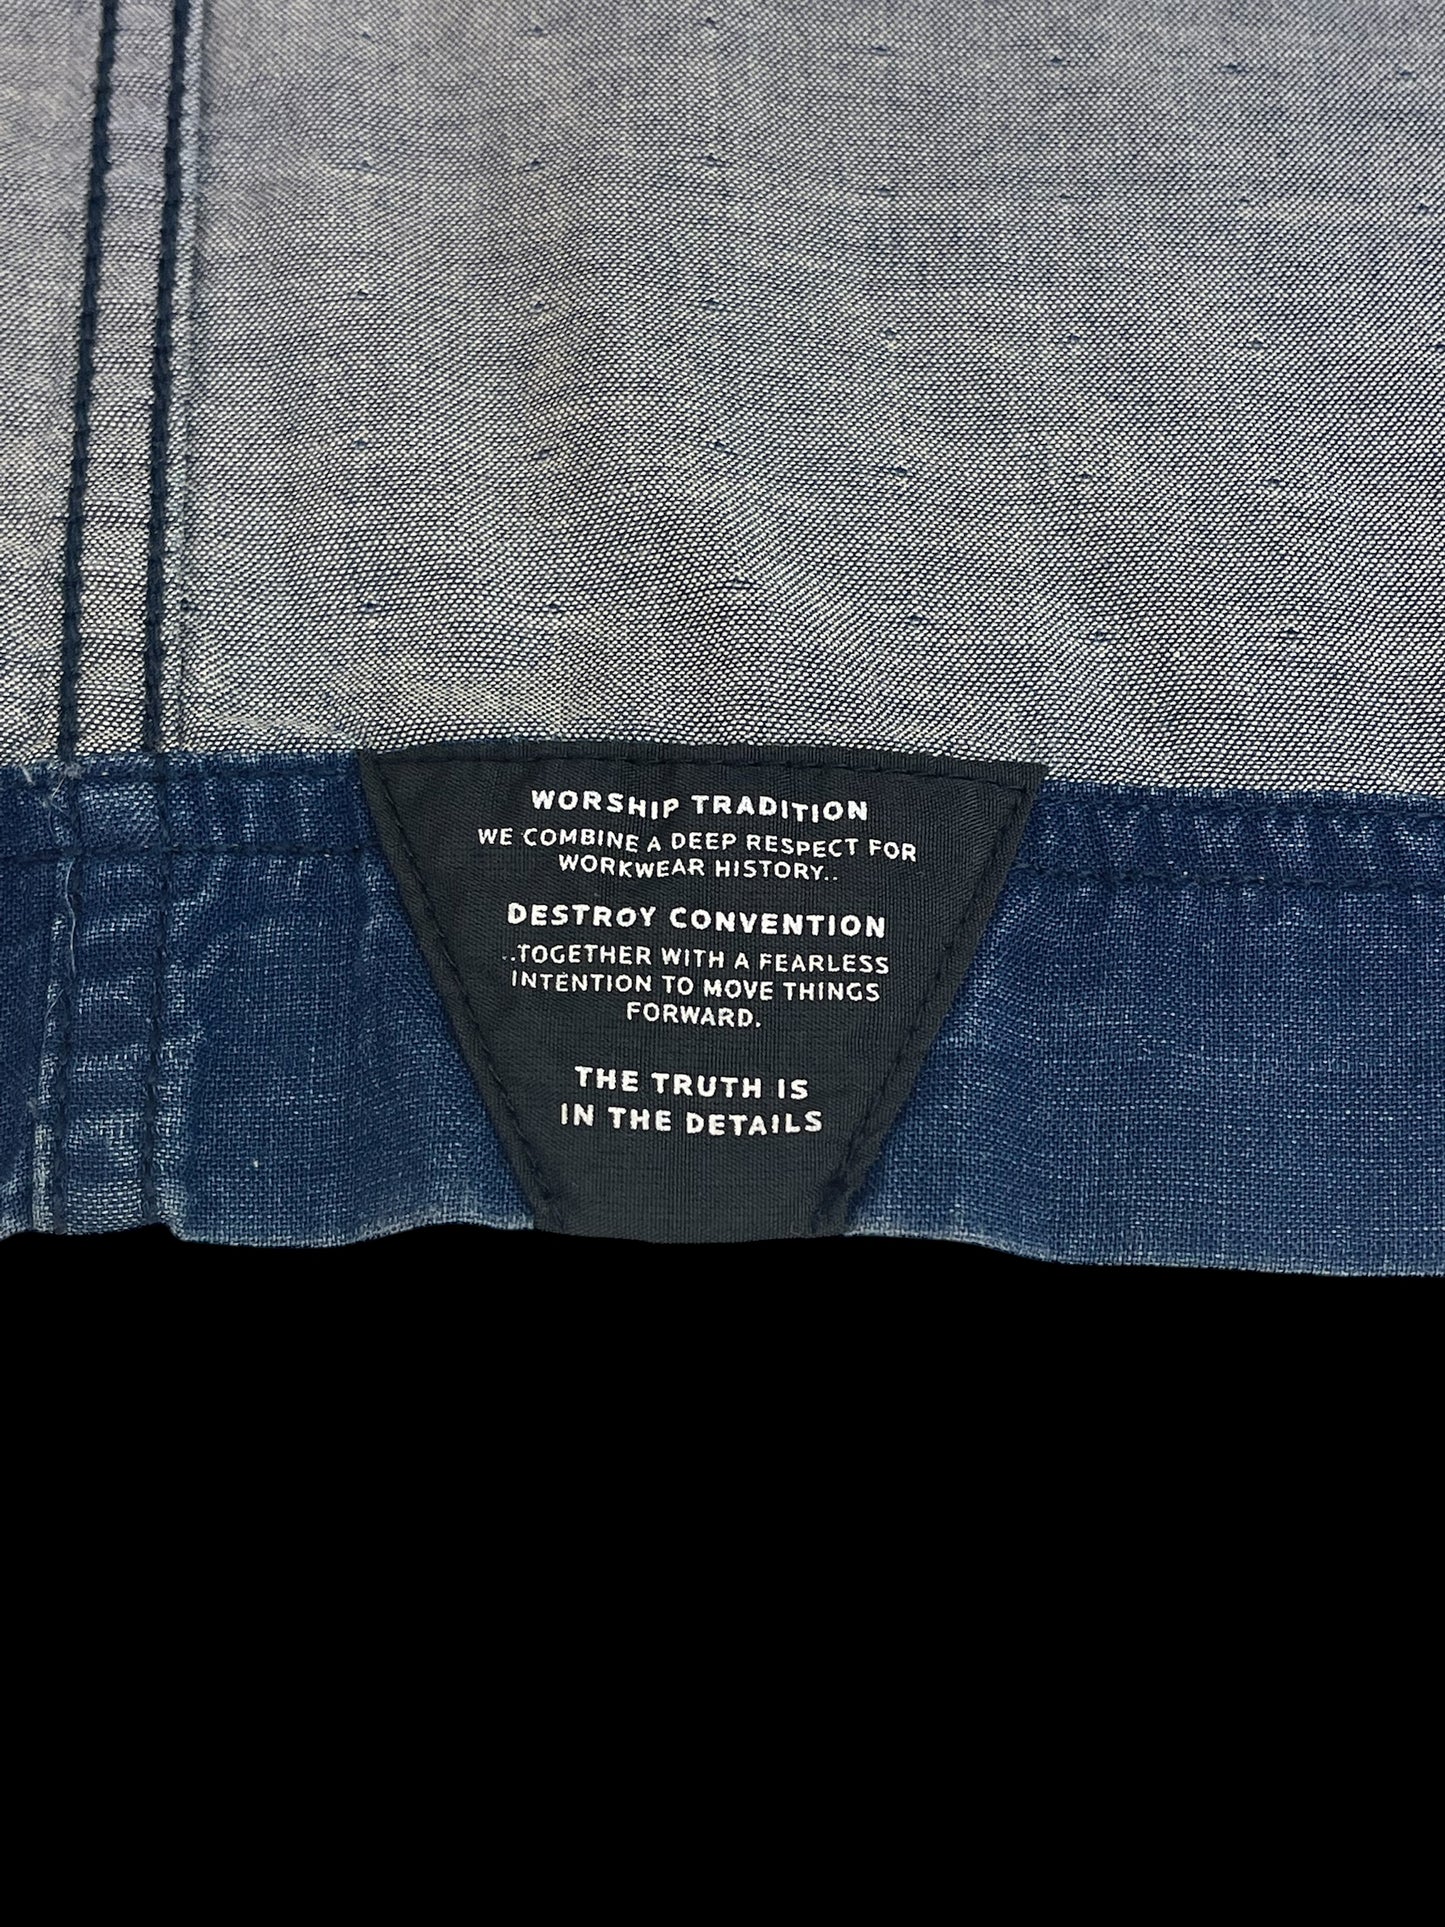 WORSHIP TRADITION
WE COMBINE A DEEP RESPECT FOR
WORKWEAR HISTORY..
DESTROY CONVENTION
..TOGETHER WITH A FEARLESS
INTENTION TO MOVE THINGS
FORWARD.
THE TRUTH IS
IN THE DETAILS